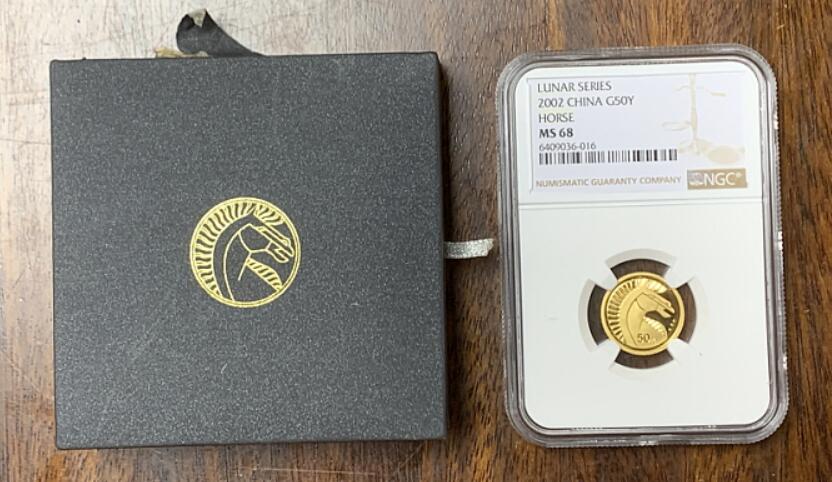 LUNAR SERIES
2002 CHINA G50Y
HORSE
MS 68
6409036-016
NUMISMATIC GUARANTY COMPANY NGC®
50